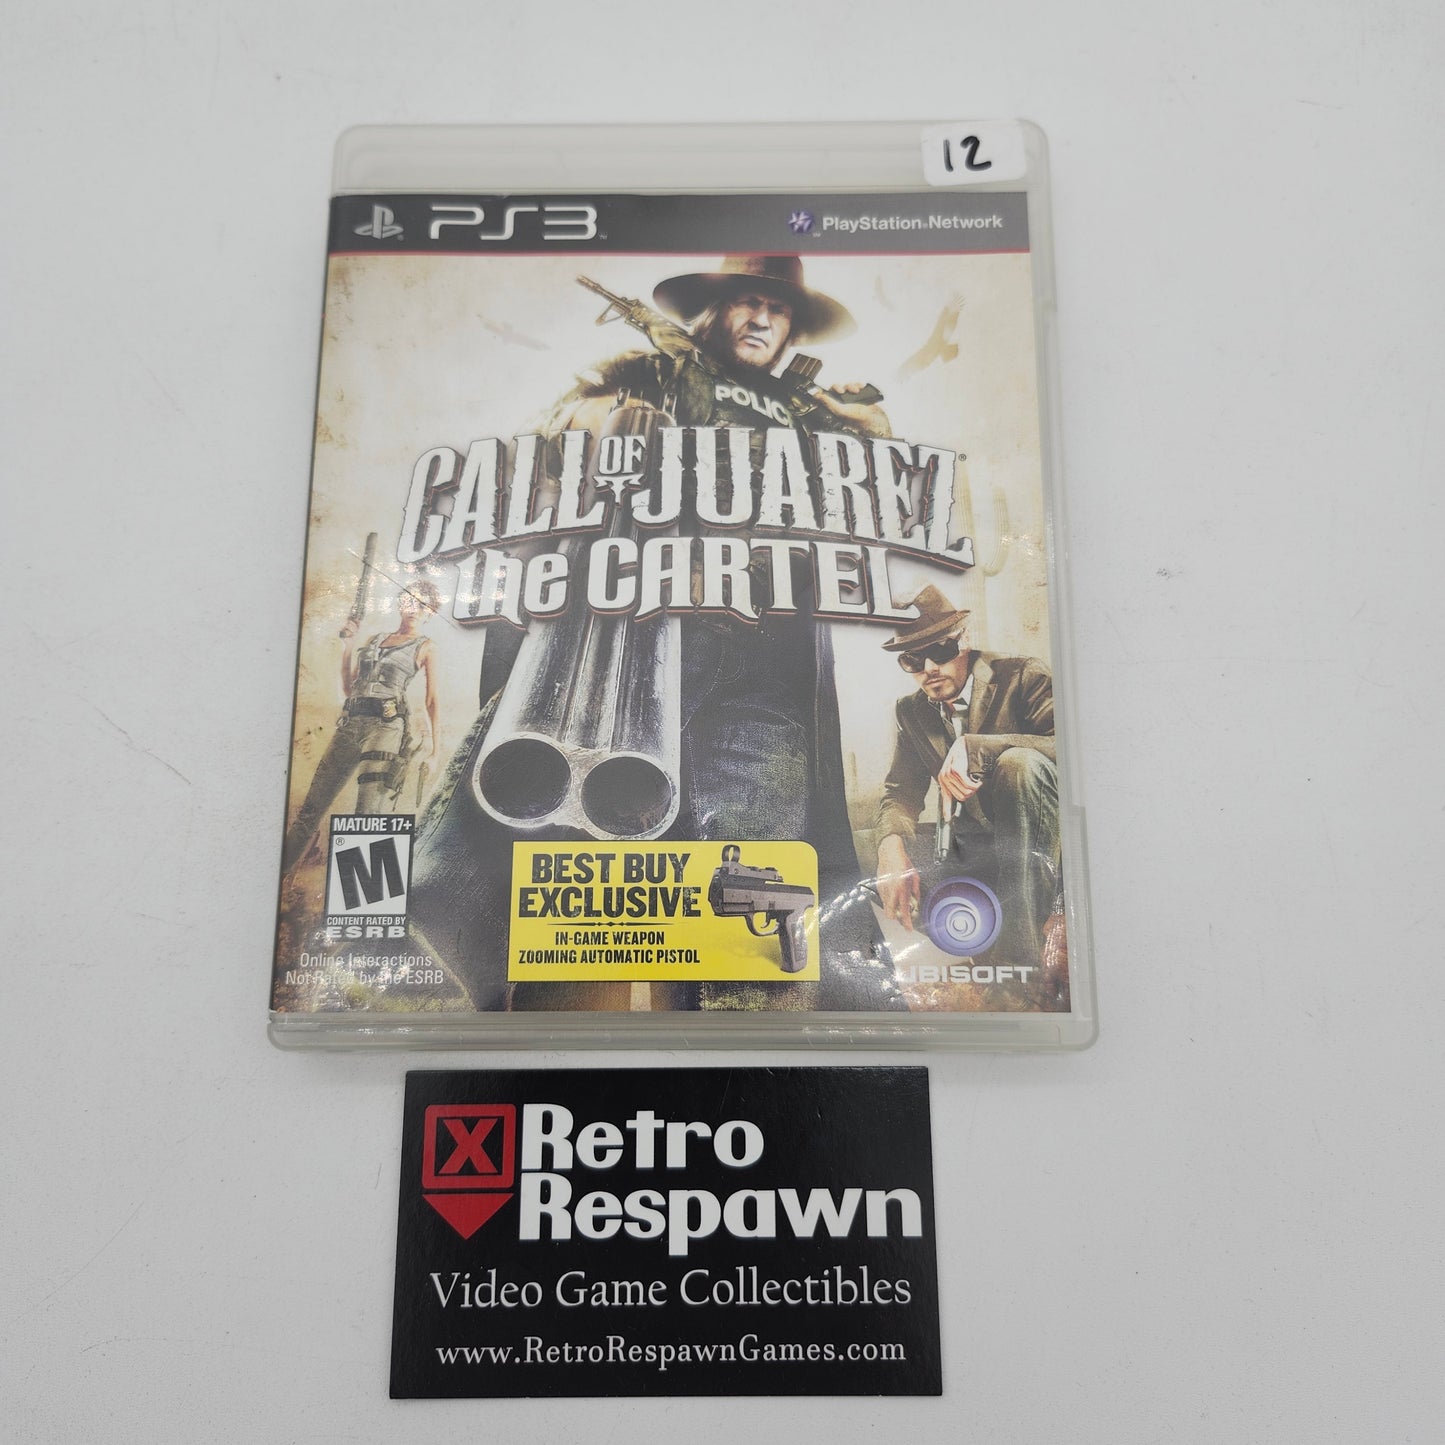 12
PS3
PlayStation®Network
POLIC
CALL OF JUAREZ®
the CARTEL
MATURE 17+
M
CONTENT RATED BY
ESRB
BEST BUY
EXCLUSIVE
IN-GAME WEAPON
ZOOMING AUTOMATIC PISTOL
Online Interactions
Not Rated by the ESRB
UBISOFT
X Retro
Respawn
Video Game Collectibles
www.RetroRespawnGames.com